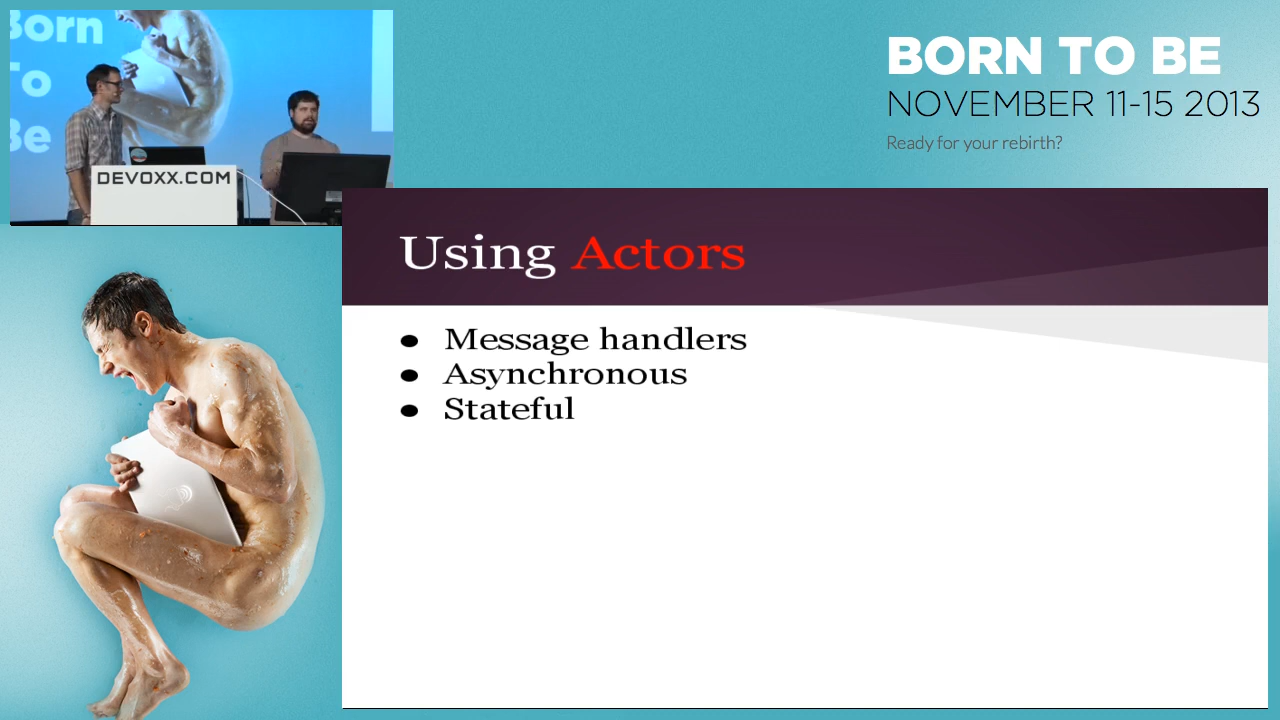 Born
To
Be
DEVOXX.COM
BORN TO BE
NOVEMBER 11-15 2013
Ready for your rebirth?
Using Actors
● Message handlers
● Asynchronous
● Stateful